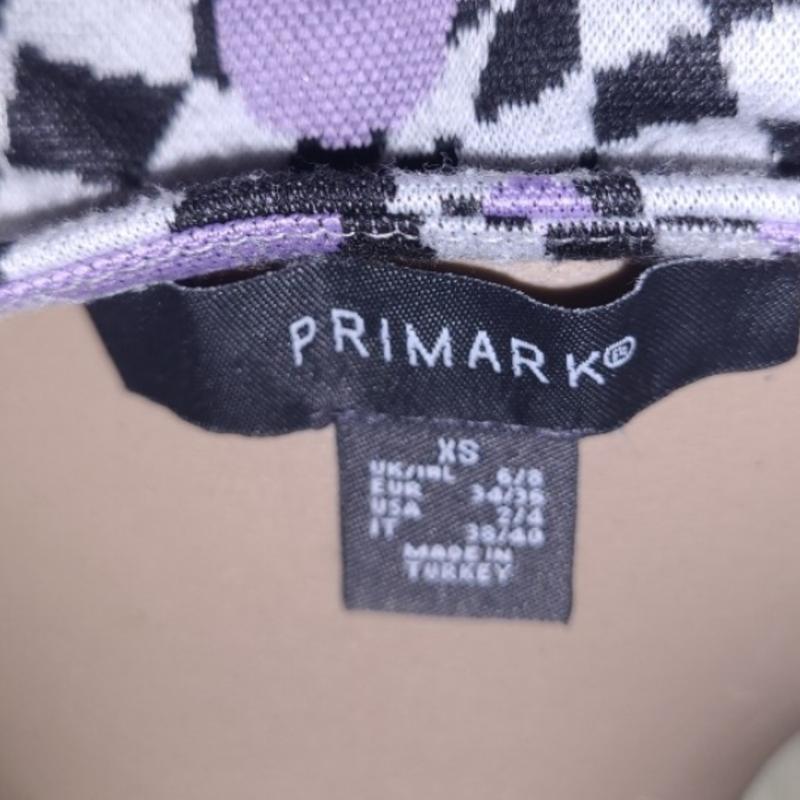 PRIMARK®
XS
UK/IRL 6/8
EUR 34/36
USA 2/4
IT 38/40
MADE IN
TURKEY